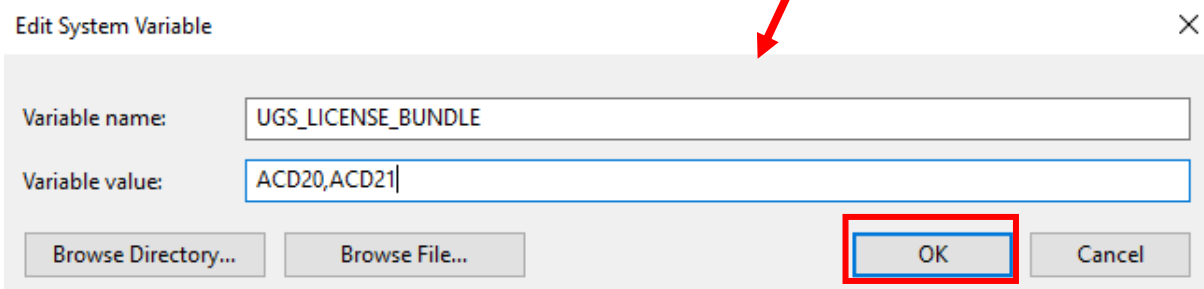 Edit System Variable
Variable name: UGS_LICENSE_BUNDLE
Variable value: ACD20,ACD21
Browse Directory... Browse File... OK Cancel